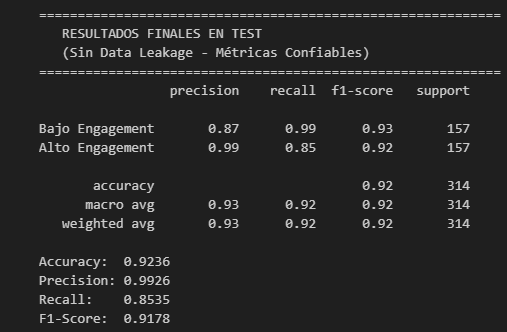 ============================================================
RESULTADOS FINALES EN TEST
(Sin Data Leakage - Métricas Confiables)
============================================================
precision recall f1-score support
Bajo Engagement 0.87 0.99 0.93 157
Alto Engagement 0.99 0.85 0.92 157
accuracy 0.92 314
macro avg 0.93 0.92 0.92 314
weighted avg 0.93 0.92 0.92 314
Accuracy: 0.9236
Precision: 0.9926
Recall: 0.8535
F1-Score: 0.9178